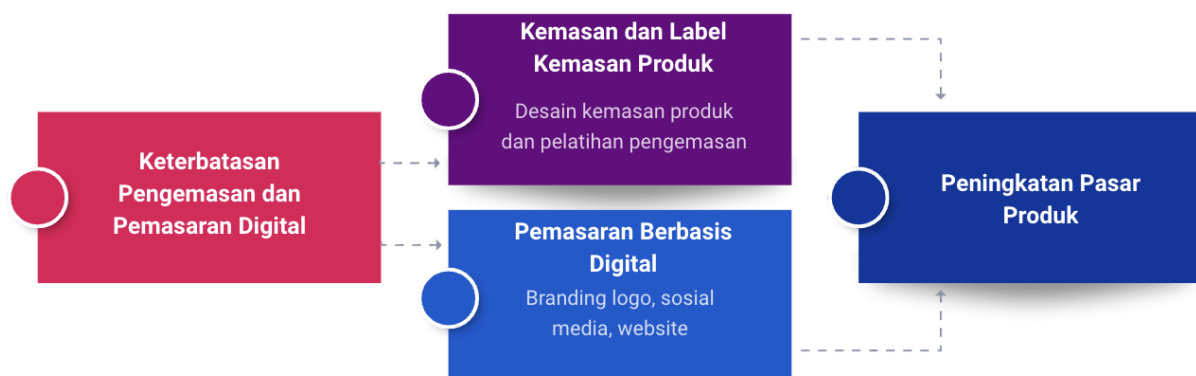 Keterbatasan
Pengemasan dan
Pemasaran Digital
Kemasan dan Label
Kemasan Produk
Desain kemasan produk
dan pelatihan pengemasan
Pemasaran Berbasis
Digital
Branding logo, sosial
media, website
Peningkatan Pasar
Produk